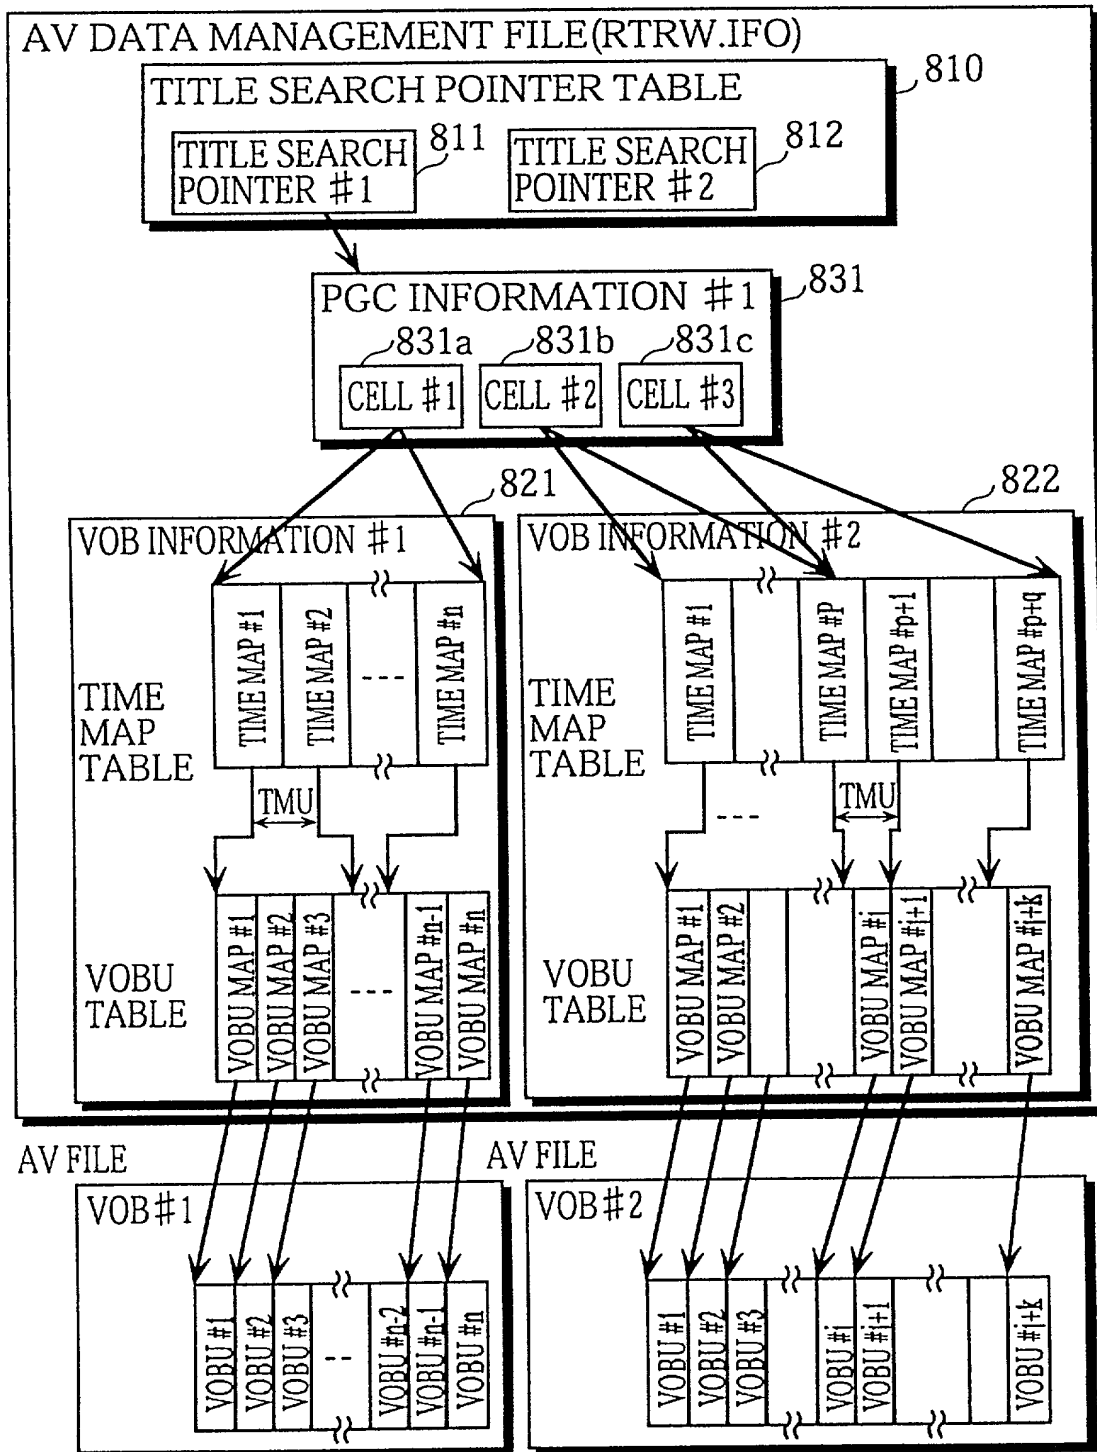 AV DATA MANAGEMENT FILE(RTRW.IFO)
TITLE SEARCH POINTER TABLE
810
TITLE SEARCH
POINTER #1
811
TITLE SEARCH
POINTER #2
812
PGC INFORMATION #1
831
831a
831b
831c
CELL #1
CELL #2
CELL #3
821
822
VOB INFORMATION #1
VOB INFORMATION #2
TIME
MAP
TABLE
TIME MAP #1
TIME MAP #2
---
TIME MAP #n
TIME
MAP
TABLE
TIME MAP #1
TIME MAP #P
TIME MAP #p+1
TIME MAP #p+q
TMU
---
TMU
VOBU
TABLE
VOBU MAP #1
VOBU MAP #2
VOBU MAP #3
---
VOBU MAP #n-1
VOBU MAP #n
VOBU
TABLE
VOBU MAP #1
VOBU MAP #2
VOBU MAP #i
VOBU MAP #j+1
VOBU MAP #j+k
AV FILE
AV FILE
VOB #1
VOB #2
VOBU #1
VOBU #2
VOBU #3
--
VOBU #n-2
VOBU #n-1
VOBU #n
VOBU #1
VOBU #2
VOBU #3
VOBU #i
VOBU #i+1
VOBU #j+k